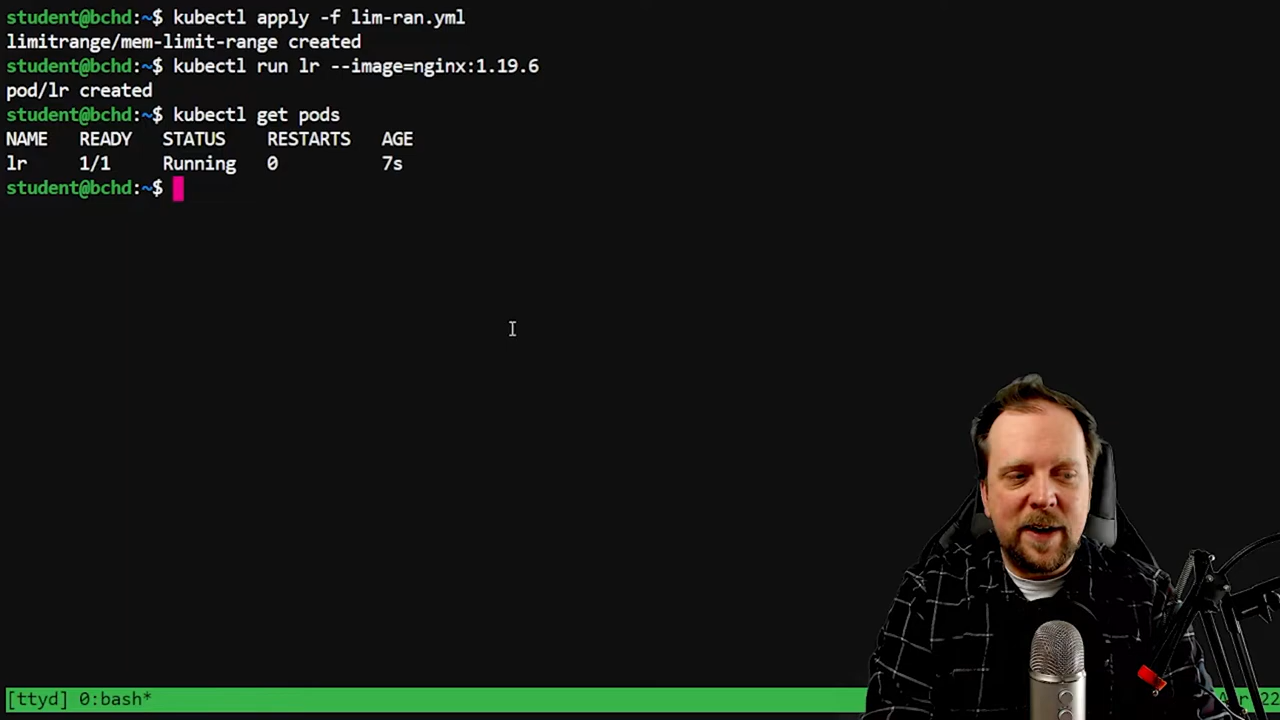 student@bchd:~$ kubectl apply -f lim-ran.yml
limitrange/mem-limit-range created
student@bchd:~$ kubectl run lr --image=nginx:1.19.6
pod/lr created
student@bchd:~$ kubectl get pods
NAME READY STATUS RESTARTS AGE
lr 1/1 Running 0 7s
student@bchd:~$
[ttyd] 0:bash* 22